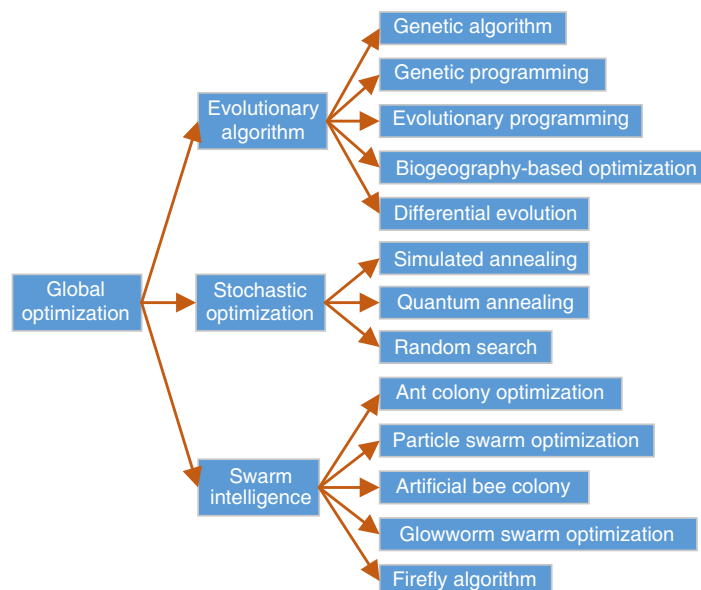 Genetic algorithm
Genetic programming
Evolutionary
algorithm
Evolutionary programming
Biogeography-based optimization
Differential evolution
Simulated annealing
Global
optimization
Stochastic
optimization
Quantum annealing
Random search
Ant colony optimization
Particle swarm optimization
Swarm
intelligence
Artificial bee colony
Glowworm swarm optimization
Firefly algorithm